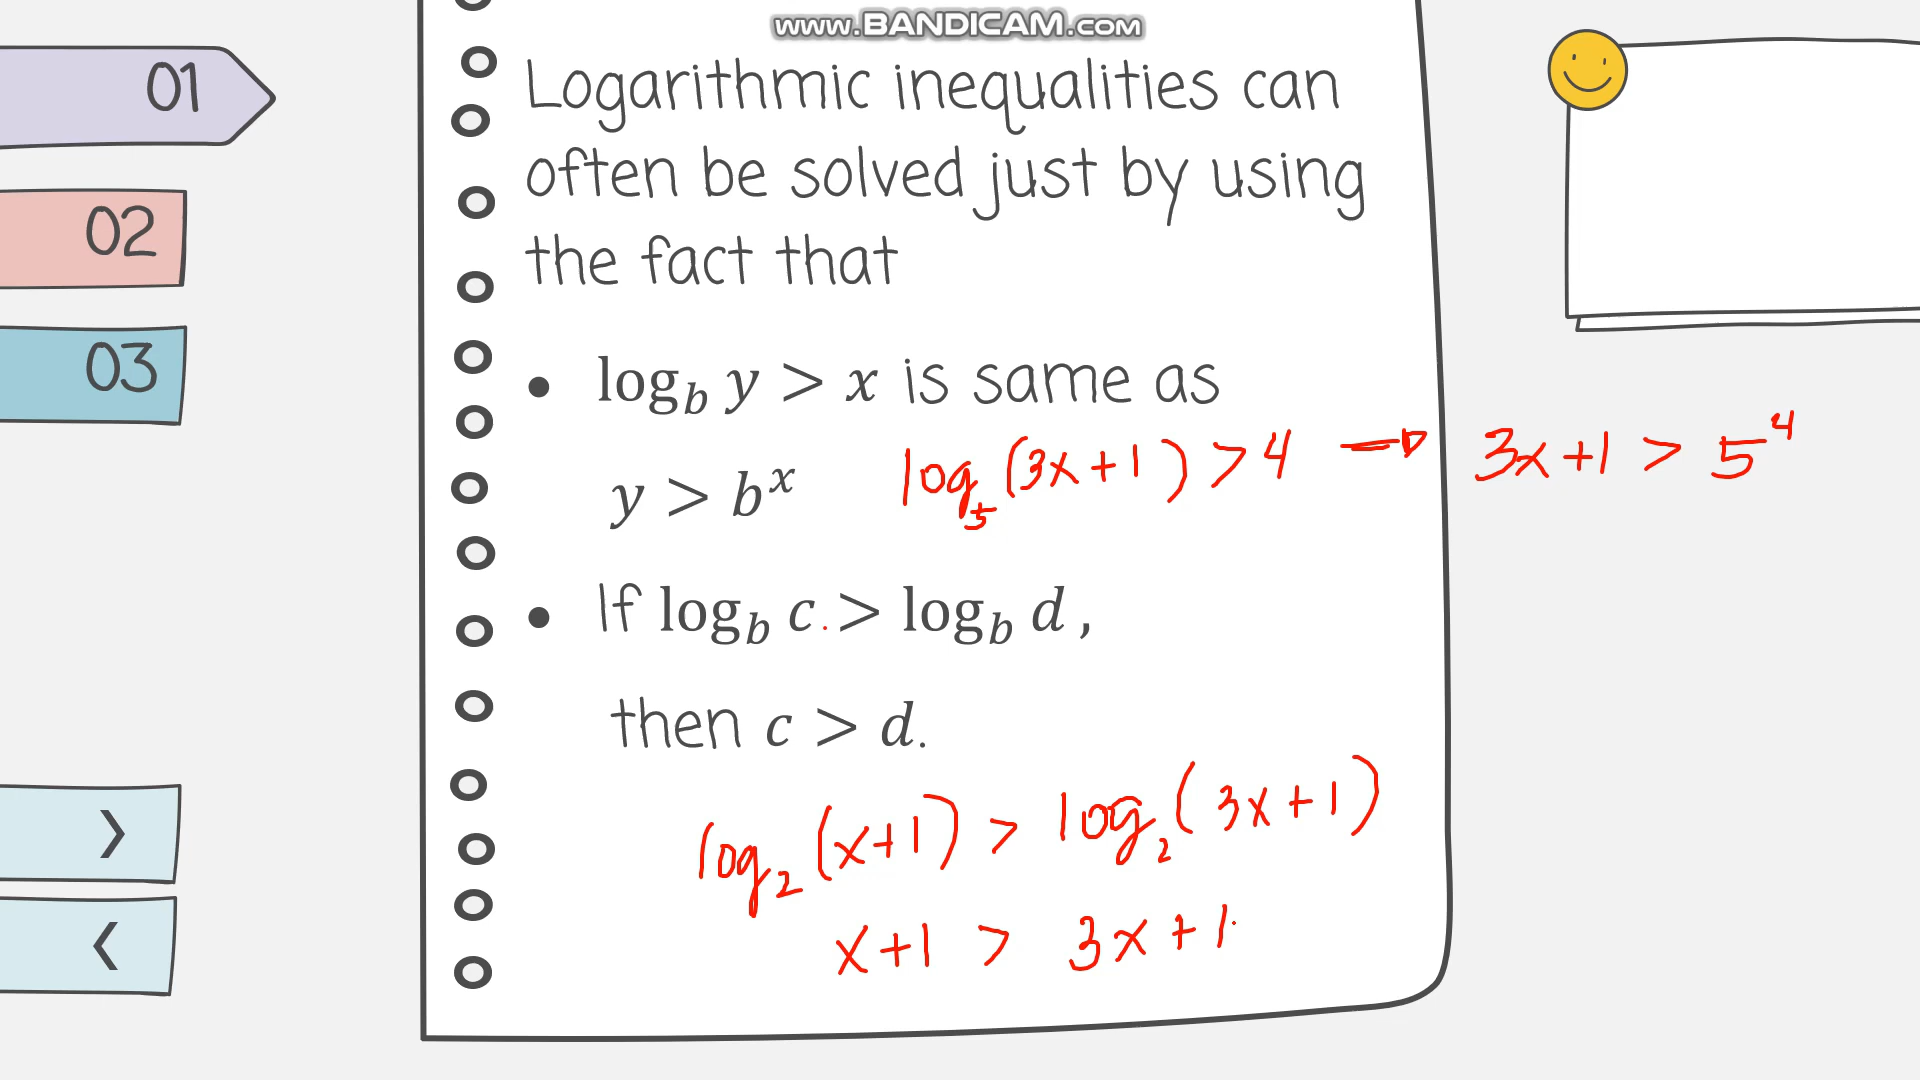 www.BANDICAM.com
01
02
03
Logarithmic inequalities can
often be solved just by using
the fact that
• log_b y > x is same as
y > b^x
log_5 (3x+1) > 4 → 3x+1 > 5^4
• If log_b c > log_b d,
then c > d.
log_2 (x+1) > log_2 (3x+1)
x+1 > 3x+1